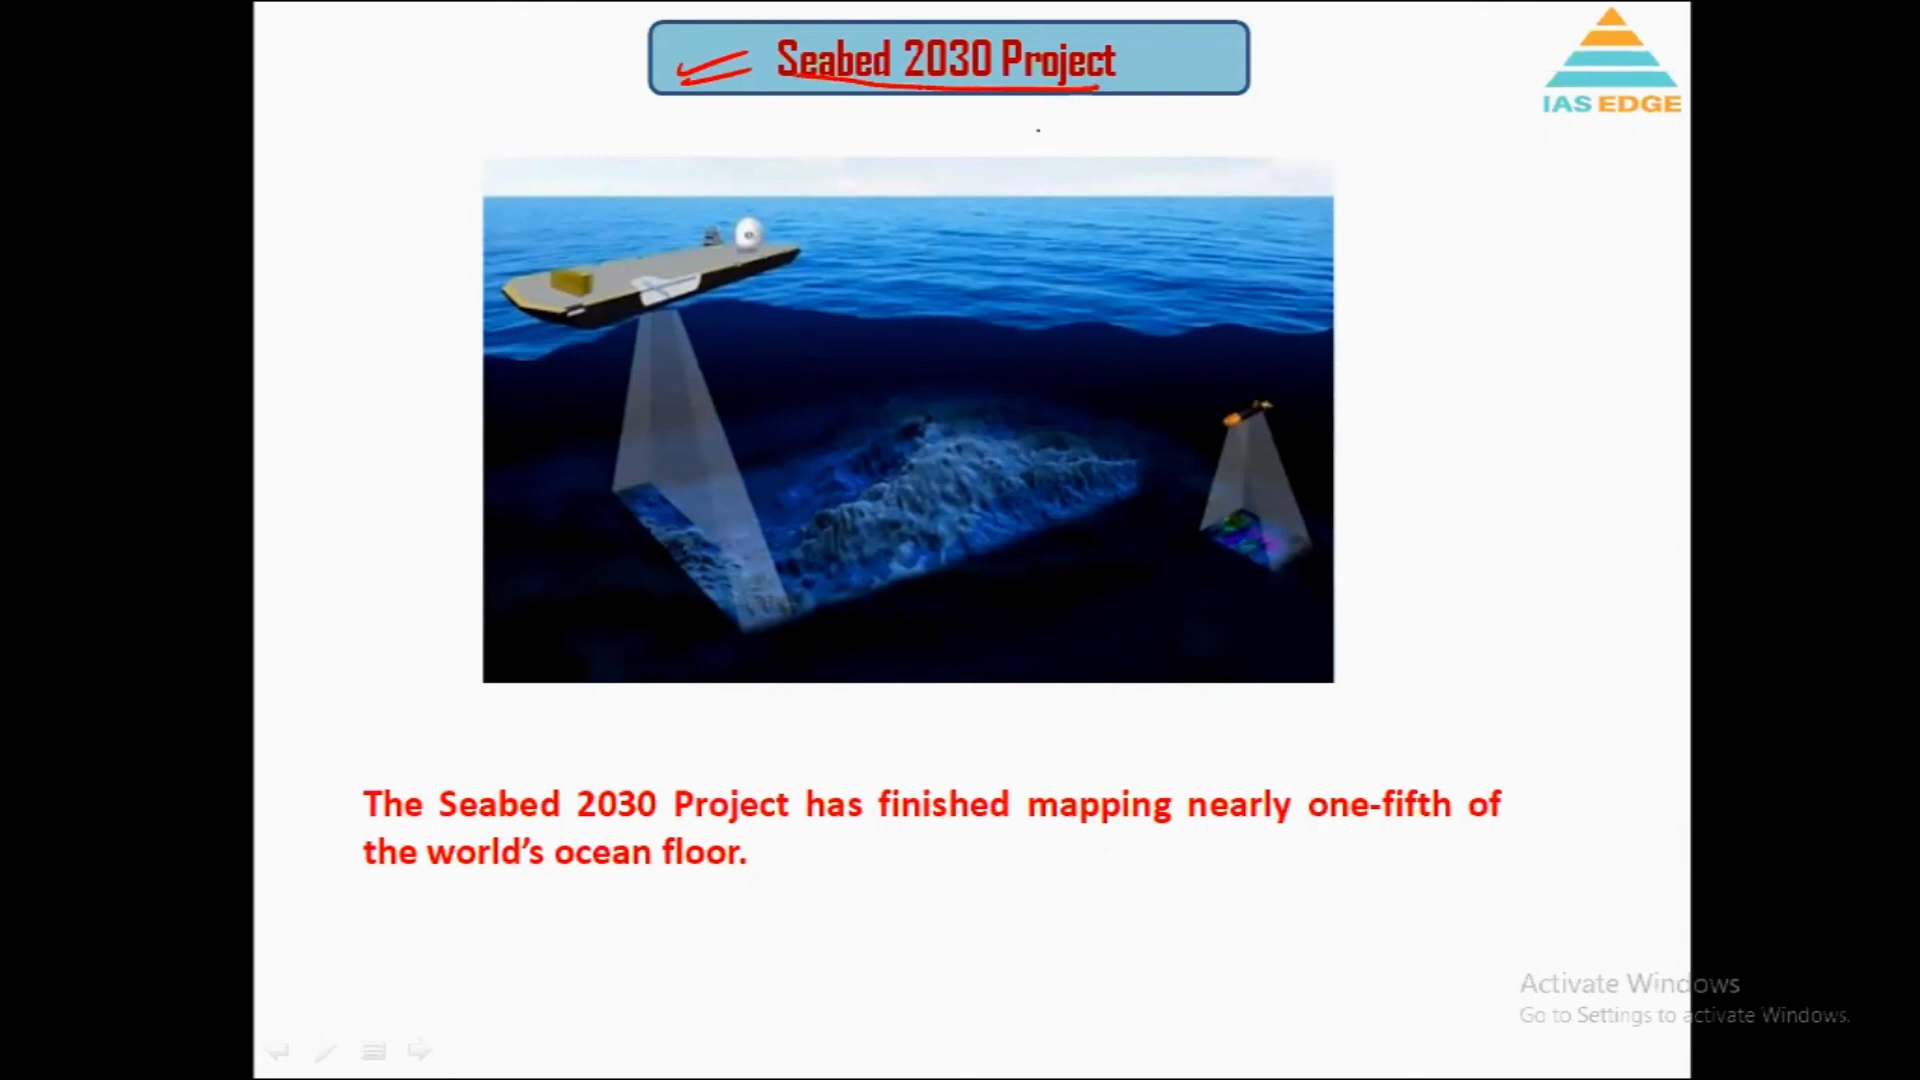 Seabed 2030 Project
IAS EDGE
The Seabed 2030 Project has finished mapping nearly one-fifth of
the world’s ocean floor.
Activate Windows
Go to Settings to activate Windows.